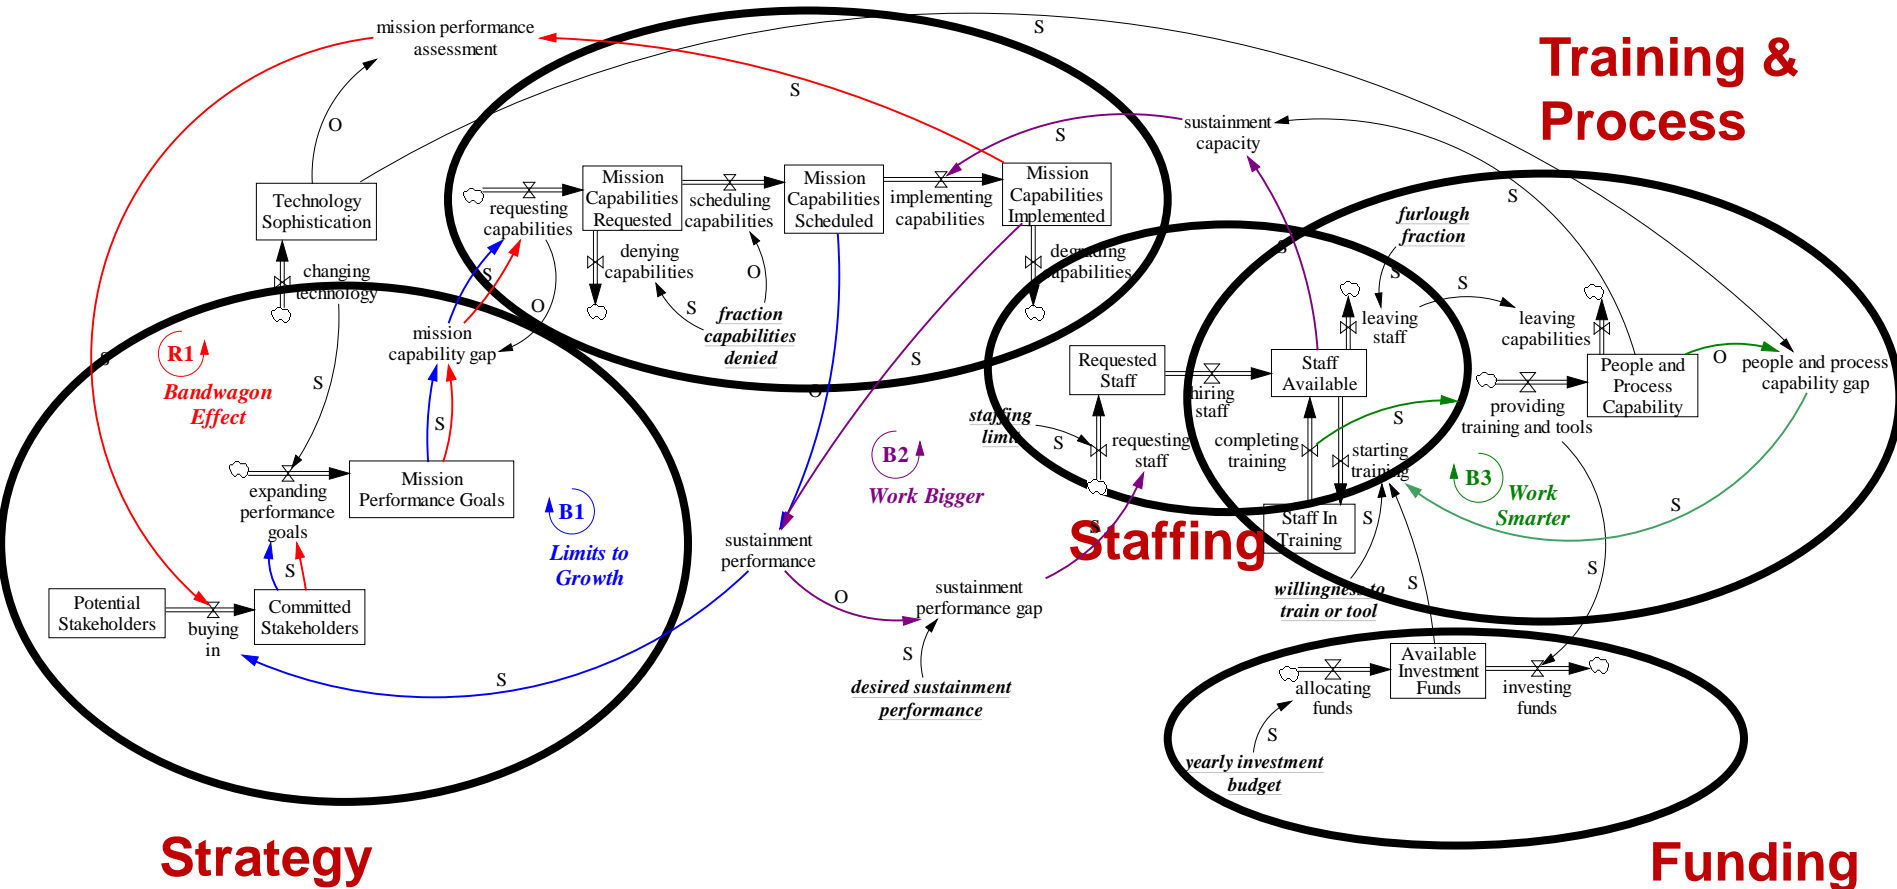 mission performance
assessment
S
Training &
Process
S
O
Technology
Sophistication
changing
technology
Mission
Capabilities
Requested
scheduling
capabilities
Mission
Capabilities
Scheduled
implementing
capabilities
Mission
Capabilities
Implemented
requesting
capabilities
denying
capabilities
degrading
capabilities
S
O
S
O
fraction
capabilities
denied
S
sustainment
capacity
S
S
furlough
fraction
S
S
leaving
staff
leaving
capabilities
S
mission
capability gap
R1
Bandwagon
Effect
S
S
S
O
Requested
Staff
hiring
staff
Staff
Available
People and
Process
Capability
O
people and process
capability gap
providing
training and tools
staffing
limit
S
requesting
staff
completing
training
S
starting
training
B2
Work Bigger
B3
Work
Smarter
S
Mission
Performance Goals
expanding
performance
goals
S
B1
Limits to
Growth
Staffing
S
Staff In
Training
S
sustainment
performance
O
sustainment
performance gap
willingness to
train or tool
S
S
Potential
Stakeholders
buying
in
Committed
Stakeholders
S
S
desired sustainment
performance
allocating
funds
Available
Investment
Funds
investing
funds
S
yearly investment
budget
Strategy
Funding